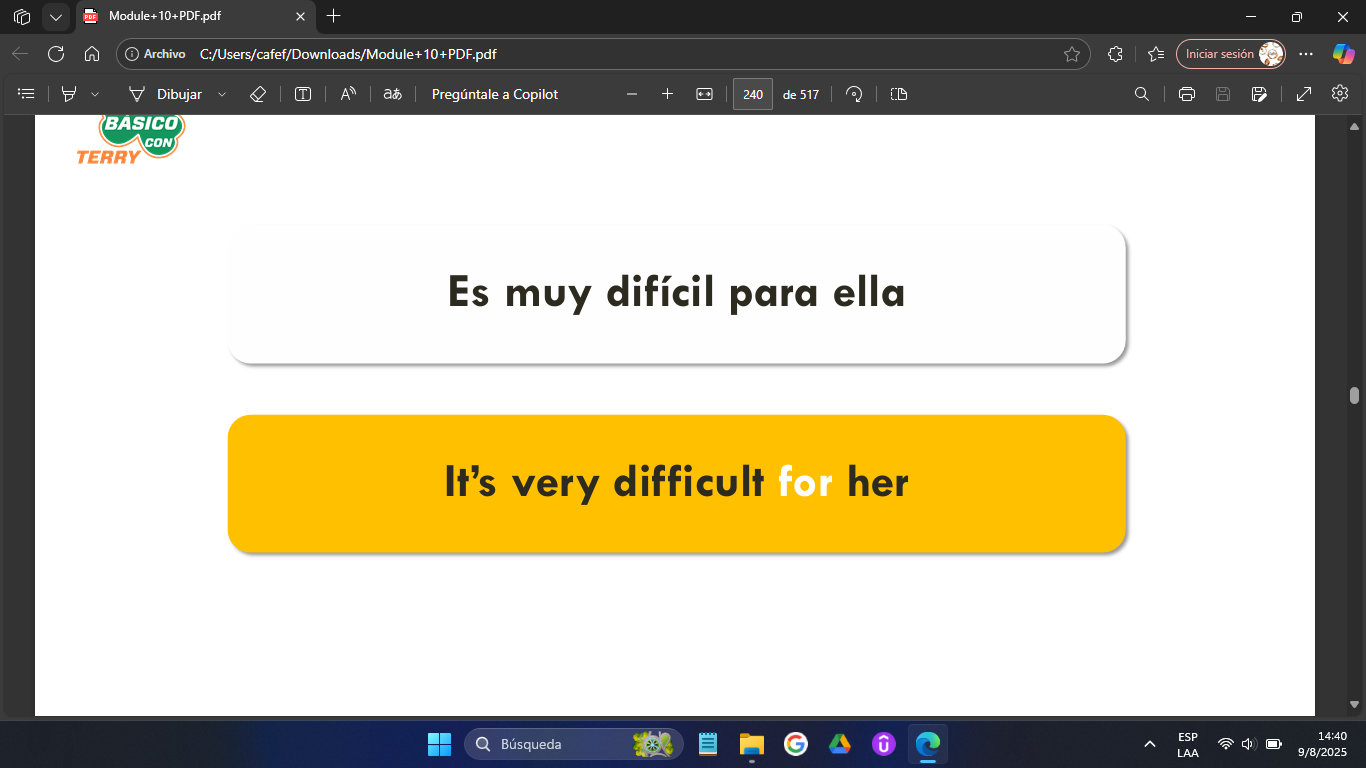 Module+10+PDF.pdf
Archivo C:/Users/cafef/Downloads/Module+10+PDF.pdf
Iniciar sesión
Dibujar
Pregúntale a Copilot
240 de 517
BÁSICO
CON
TERRY
Es muy difícil para ella
It's very difficult for her
Búsqueda
ESP
LAA
14:40
9/8/2025